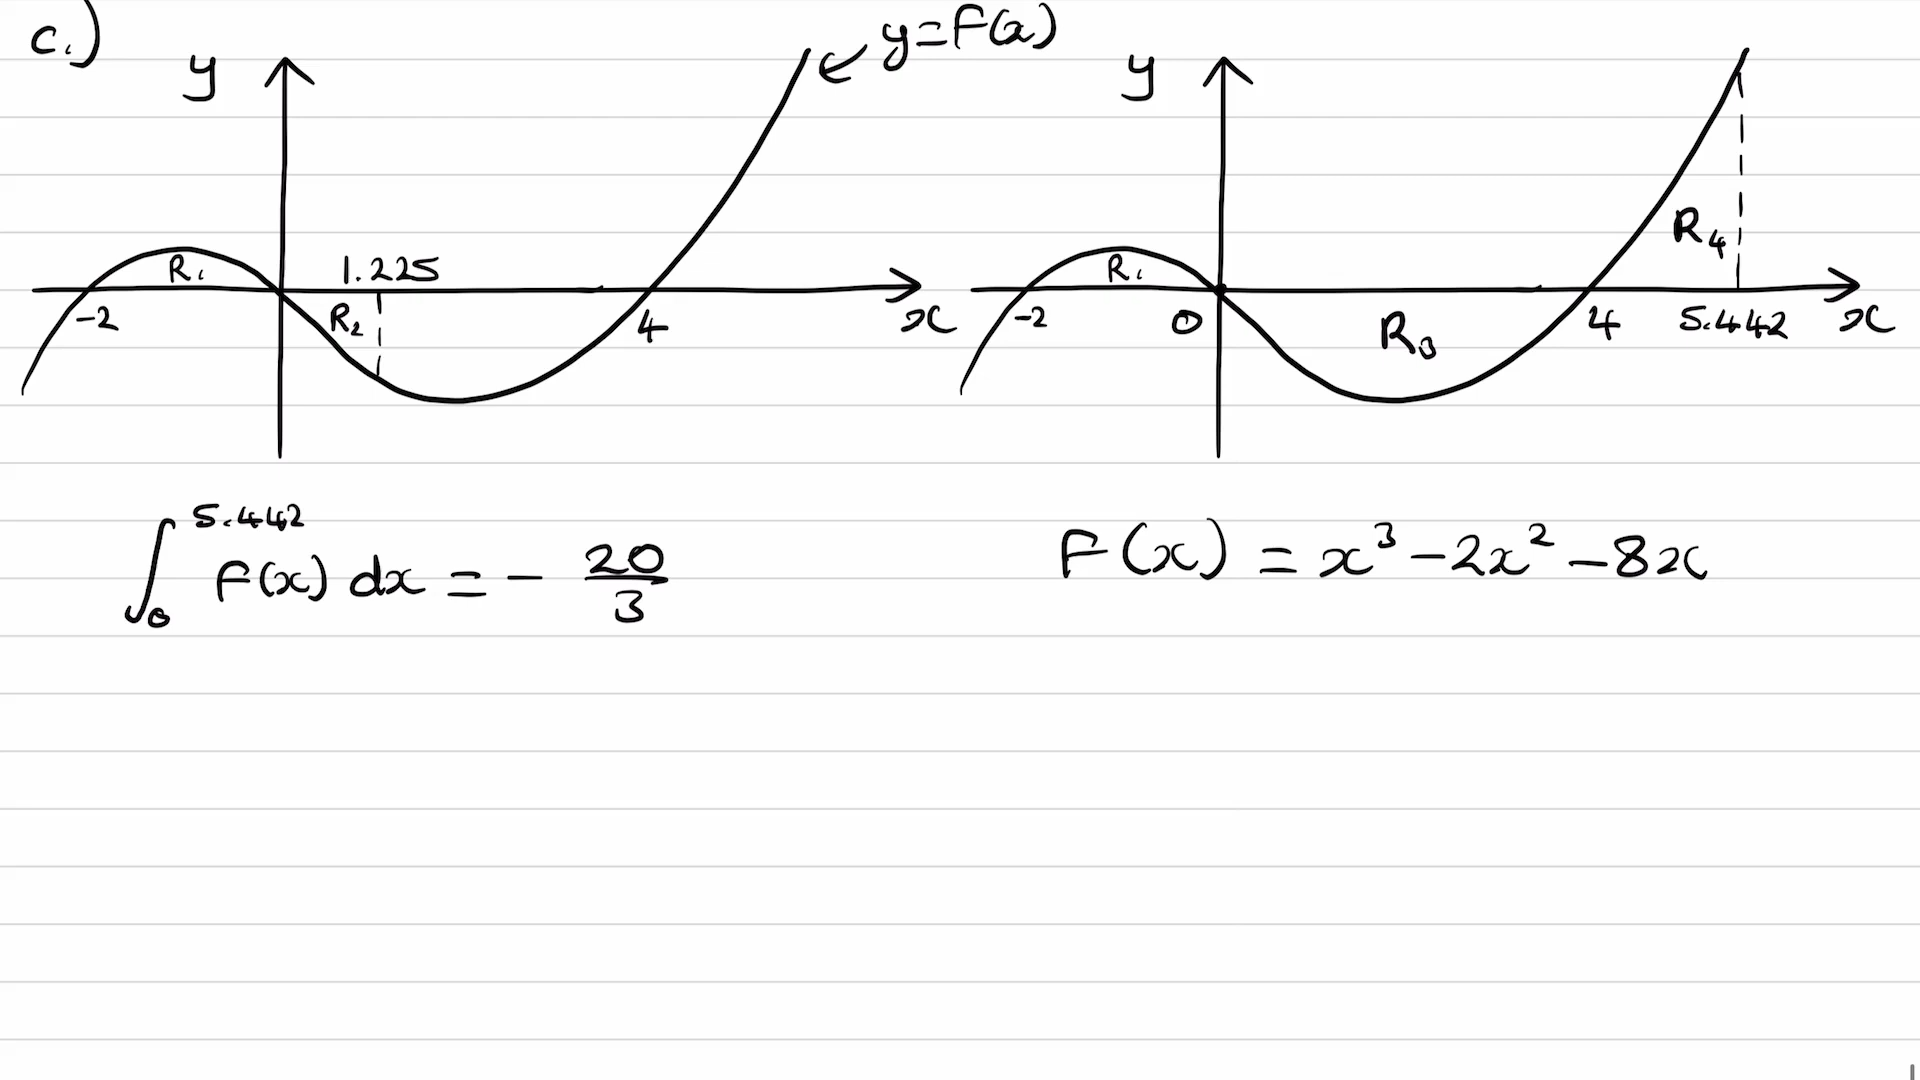 c.)
y=f(x)
y
y
R₁
1.225
R₁
R₄
-2
R₂
4
x
-2
0
R₃
4
5.442
x
∫₀^5.442 f(x) dx = - 20/3
f(x) = x³ - 2x² - 8x